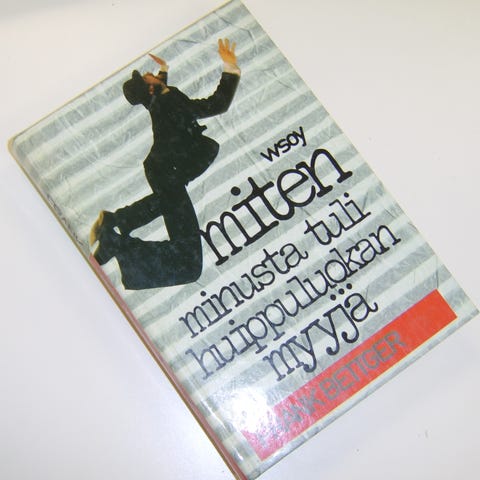 wsoy
miten
minusta tuli
huippuluokan
myyjä
BETTGER